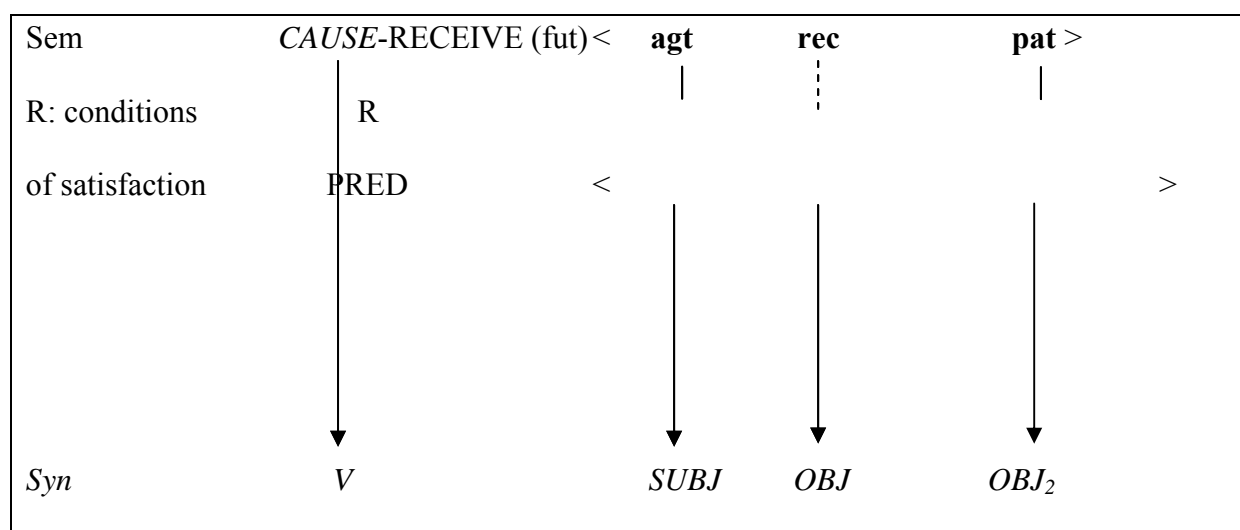 Sem CAUSE-RECEIVE (fut) < agt rec pat >
R: conditions R
of satisfaction PRED < >
Syn V SUBJ OBJ OBJ₂